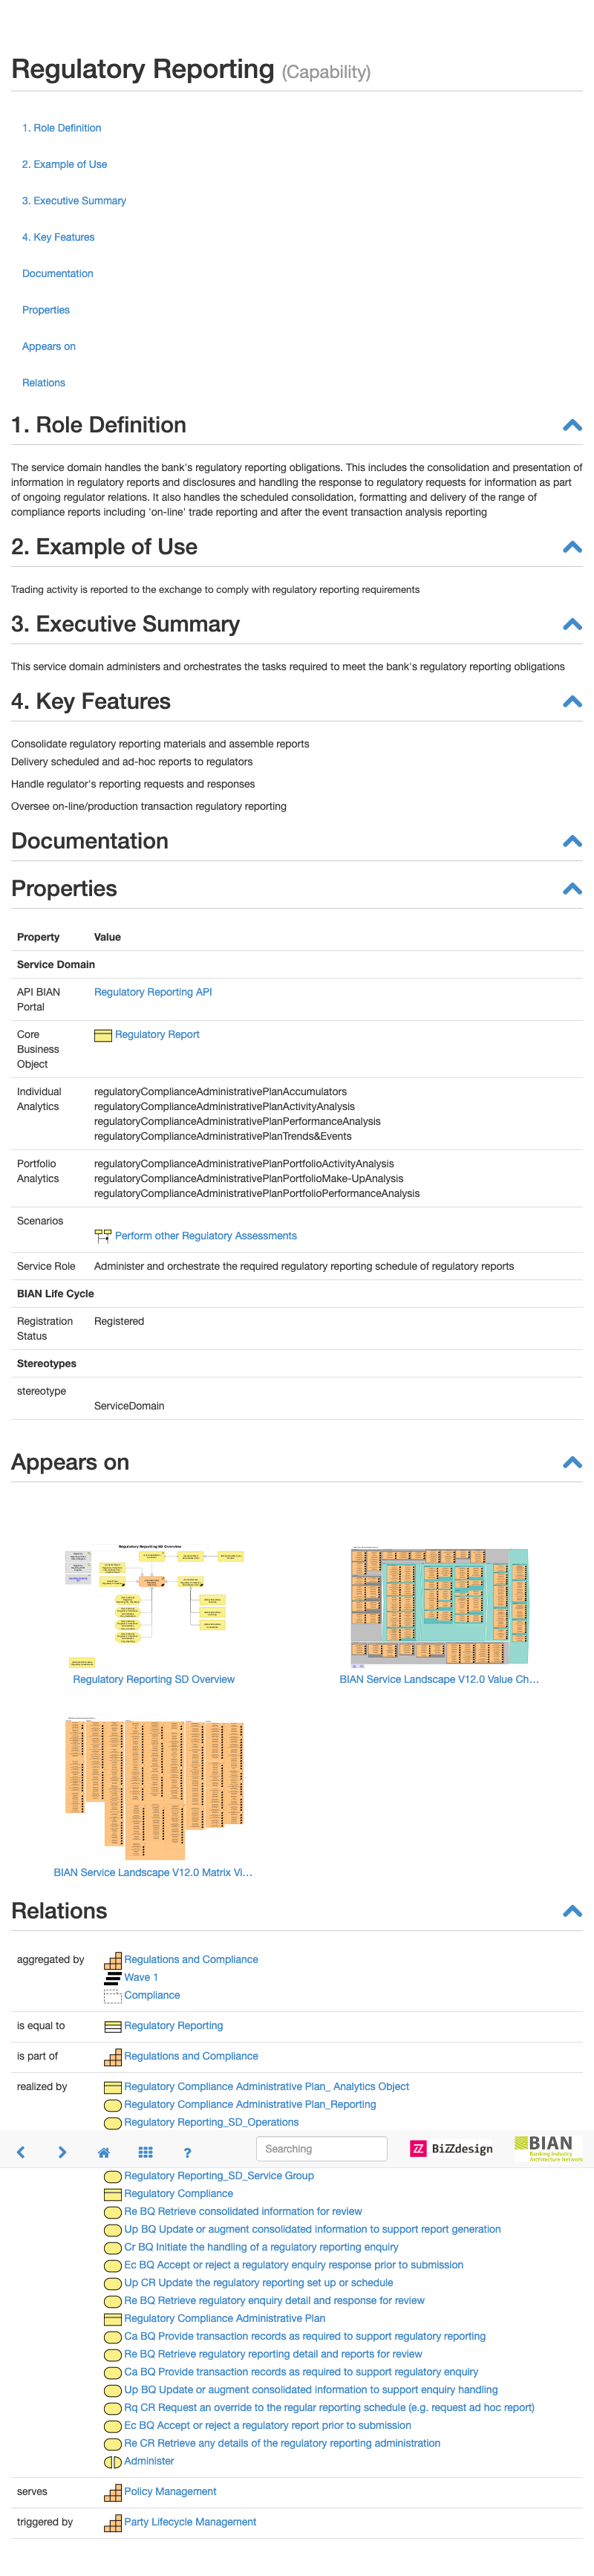 Regulatory Reporting (Capability)
1. Role Definition
2. Example of Use
3. Executive Summary
4. Key Features
Documentation
Properties
Appears on
Relations
1. Role Definition
The service domain handles the bank's regulatory reporting obligations. This includes the consolidation and presentation of
information in regulatory reports and disclosures and handling the response to regulatory requests for information as part
of ongoing regulator relations. It also handles the scheduled consolidation, formatting and delivery of the range of
compliance reports including 'on-line' trade reporting and after the event transaction analysis reporting
2. Example of Use
Trading activity is reported to the exchange to comply with regulatory reporting requirements
3. Executive Summary
This service domain administers and orchestrates the tasks required to meet the bank's regulatory reporting obligations
4. Key Features
Consolidate regulatory reporting materials and assemble reports
Delivery scheduled and ad-hoc reports to regulators
Handle regulator's reporting requests and responses
Oversee on-line/production transaction regulatory reporting
Documentation
Properties
Property Value
Service Domain
API BIAN Portal Regulatory Reporting API
Core Business Object Regulatory Report
Individual Analytics regulatoryComplianceAdministrativePlanAccumulators
regulatoryComplianceAdministrativePlanActivityAnalysis
regulatoryComplianceAdministrativePlanPerformanceAnalysis
regulatoryComplianceAdministrativePlanTrends&Events
Portfolio Analytics regulatoryComplianceAdministrativePlanPortfolioActivityAnalysis
regulatoryComplianceAdministrativePlanPortfolioMake-UpAnalysis
regulatoryComplianceAdministrativePlanPortfolioPerformanceAnalysis
Scenarios
Perform other Regulatory Assessments
Service Role Administer and orchestrate the required regulatory reporting schedule of regulatory reports
BIAN Life Cycle
Registration Status Registered
Stereotypes
stereotype
ServiceDomain
Appears on
Regulatory Reporting SD Overview
Regulatory Reporting SD Overview
BIAN Service Landscape V12.0 Value Ch...
BIAN Service Landscape V12.0 Matrix Vi...
Relations
aggregated by Regulations and Compliance
Wave 1
Compliance
is equal to Regulatory Reporting
is part of Regulations and Compliance
realized by Regulatory Compliance Administrative Plan_ Analytics Object
Regulatory Compliance Administrative Plan_Reporting
Regulatory Reporting_SD_Operations
? Searching BiZZdesign BIAN
Banking Industry
Architecture Network
Regulatory Reporting_SD_Service Group
Regulatory Compliance
Re BQ Retrieve consolidated information for review
Up BQ Update or augment consolidated information to support report generation
Cr BQ Initiate the handling of a regulatory reporting enquiry
Ec BQ Accept or reject a regulatory enquiry response prior to submission
Up CR Update the regulatory reporting set up or schedule
Re BQ Retrieve regulatory enquiry detail and response for review
Regulatory Compliance Administrative Plan
Ca BQ Provide transaction records as required to support regulatory reporting
Re BQ Retrieve regulatory reporting detail and reports for review
Ca BQ Provide transaction records as required to support regulatory enquiry
Up BQ Update or augment consolidated information to support enquiry handling
Rq CR Request an override to the regular reporting schedule (e.g. request ad hoc report)
Ec BQ Accept or reject a regulatory report prior to submission
Re CR Retrieve any details of the regulatory reporting administration
Administer
serves Policy Management
triggered by Party Lifecycle Management